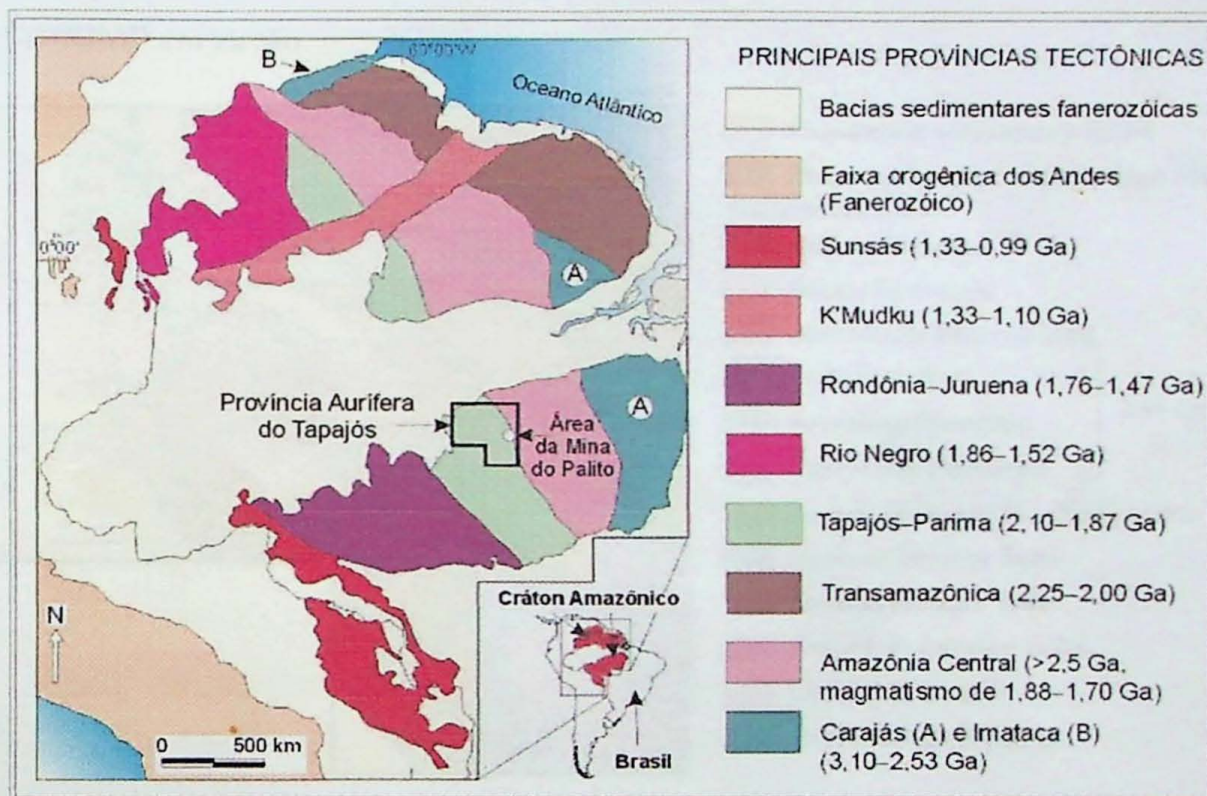 B
60°00'W
Oceano Atlântico
0°00'
A
Província Aurífera
do Tapajós
Área
da Mina
do Palito
A
N
0 500 km
Cráton Amazônico
Brasil
PRINCIPAIS PROVÍNCIAS TECTÔNICAS
Bacias sedimentares fanerozóicas
Faixa orogênica dos Andes
(Fanerozóico)
Sunsás (1,33–0,99 Ga)
K'Mudku (1,33–1,10 Ga)
Rondônia–Juruena (1,76–1,47 Ga)
Rio Negro (1,86–1,52 Ga)
Tapajós–Parima (2,10–1,87 Ga)
Transamazônica (2,25–2,00 Ga)
Amazônia Central (>2,5 Ga,
magmatismo de 1,88–1,70 Ga)
Carajás (A) e Imataca (B)
(3,10–2,53 Ga)